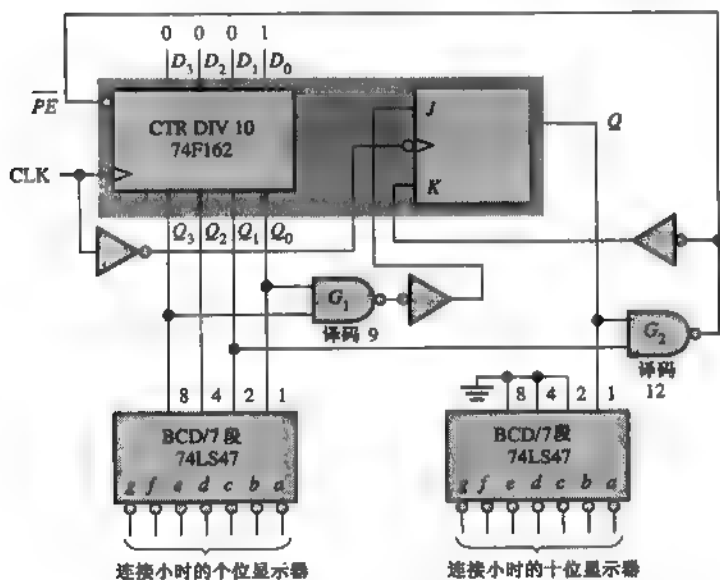 0 0 0 1
D₃ D₂ D₁ D₀
PE
CTR DIV 10
74F162
J
Q
CLK
K
Q₃ Q₂ Q₁ Q₀
G₁
译码 9
G₂
译码
12
8 4 2 1
8 4 2 1
BCD/7 段
74LS47
g f e d c b a
BCD/7 段
74LS47
g f e d c b a
连接小时的个位显示器
连接小时的十位显示器